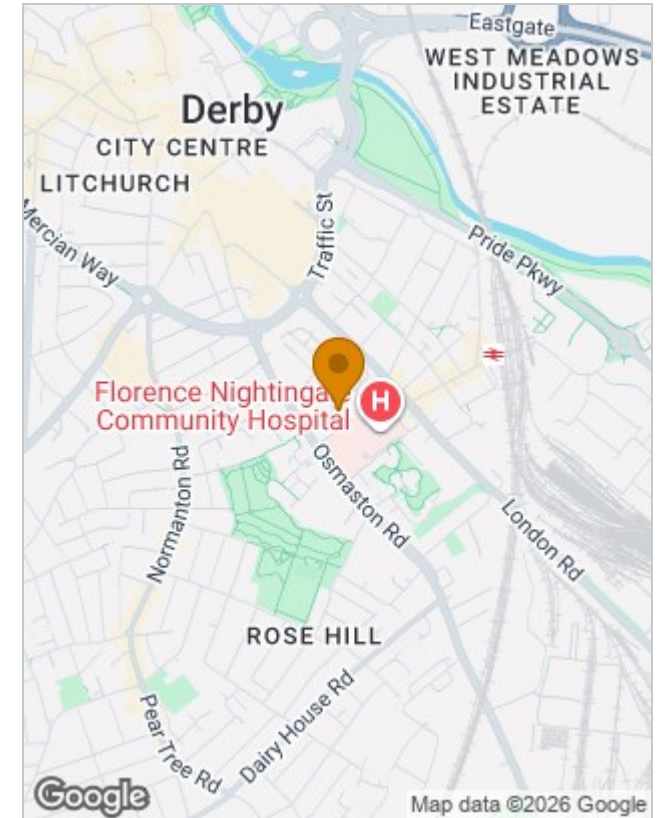 Eastgate
WEST MEADOWS
INDUSTRIAL
ESTATE
Derby
CITY CENTRE
LITCHURCH
Mercian Way
Traffic St
Pride Pkwy
Florence Nightingale
Community Hospital
H
Osmaston Rd
Normanton Rd
London Rd
ROSE HILL
Pear Tree Rd
Dairy House Rd
Google
Map data ©2026 Google